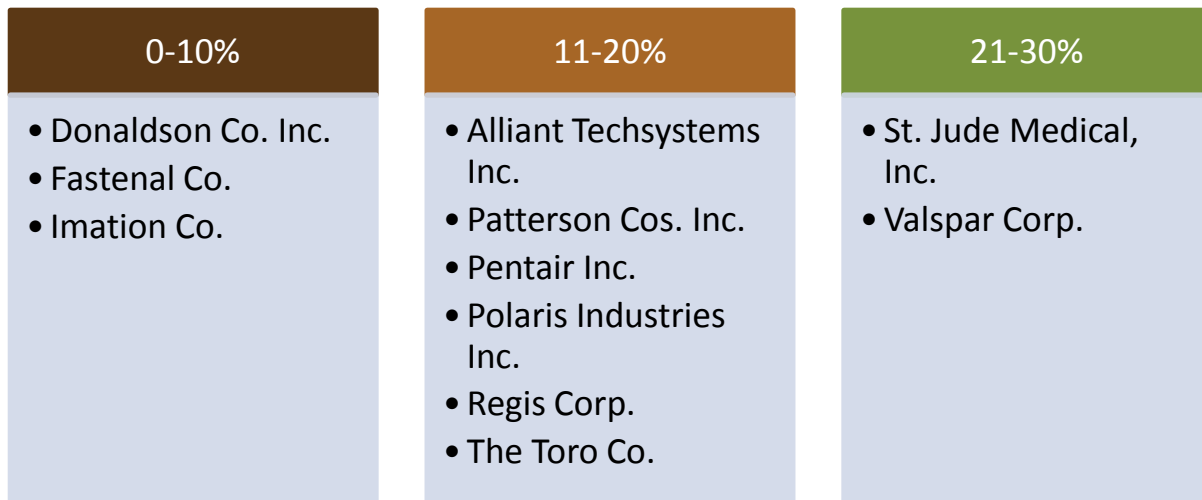 0-10%
• Donaldson Co. Inc.
• Fastenal Co.
• Imation Co.
11-20%
• Alliant Techsystems
Inc.
• Patterson Cos. Inc.
• Pentair Inc.
• Polaris Industries
Inc.
• Regis Corp.
• The Toro Co.
21-30%
• St. Jude Medical,
Inc.
• Valspar Corp.